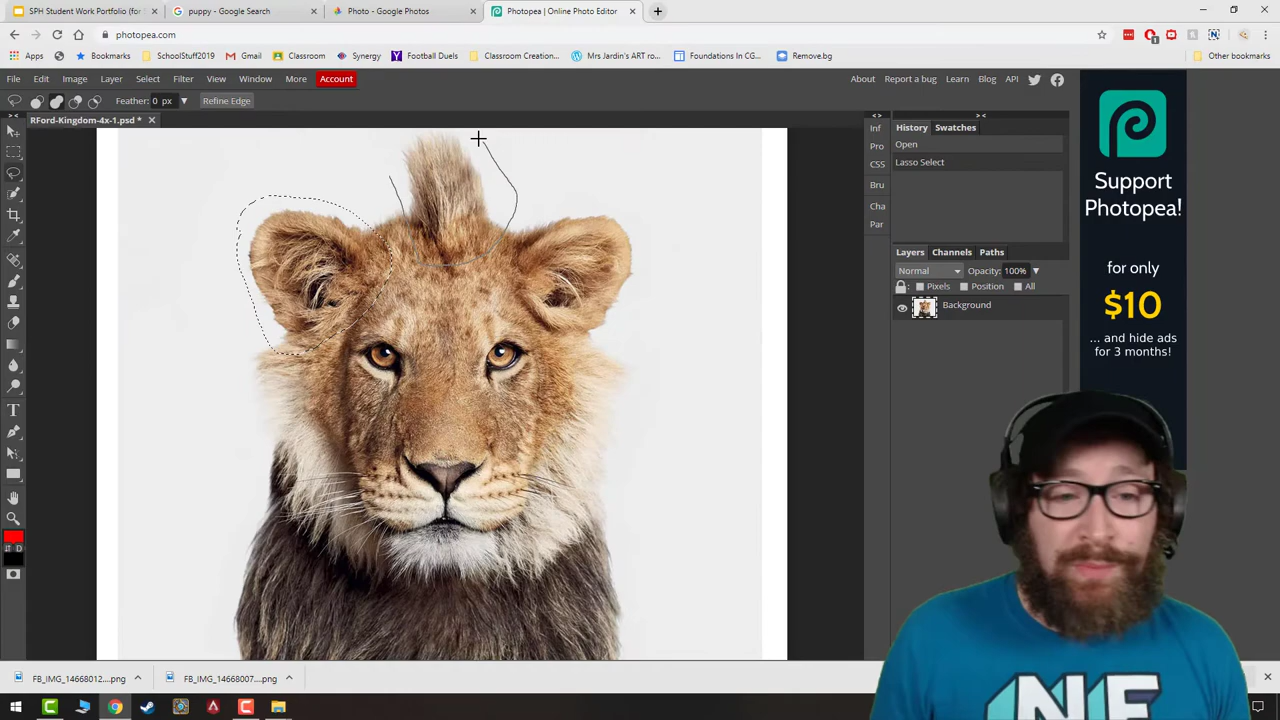 SPH Student Work Portfolio (for S
puppy - Google Search
Photo - Google Photos
Photopea | Online Photo Editor
photopea.com
Apps
SchoolStuff2019
Gmail
Classroom
Synergy
Football Duels
Classroom Creation...
Mrs Jardin's ART ro...
Foundations In CG...
Remove.bg
Other bookmarks
File Edit Image Layer Select Filter View Window More Account
About Report a bug Learn Blog API
Feather: 0 px Refine Edge
RFord-Kingdom-4x-1.psd *
Inf
Pro
CSS
Bru
Cha
Par
History Swatches
Open
Lasso Select
Layers Channels Paths
Normal Opacity: 100%
Pixels Position All
Background
Support
Photopea!
for only
$10
... and hide ads
for 3 months!
FB_IMG_14668012....png
FB_IMG_14668007....png